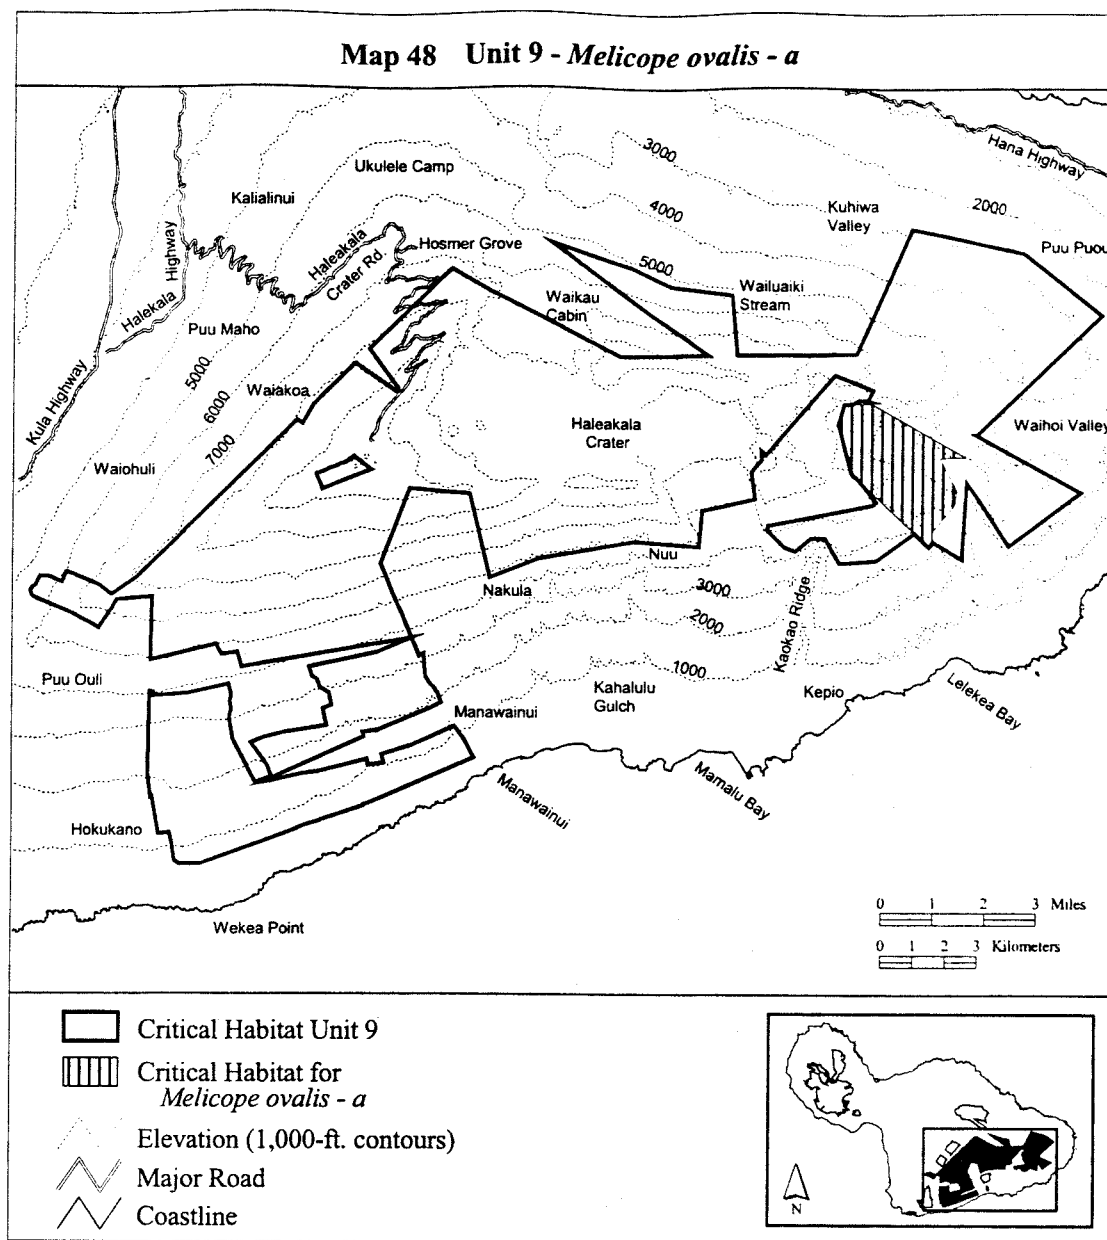 Map 48 Unit 9 - Melicope ovalis - a
Hana Highway
3000
Ukulele Camp
Kalialinui
4000
Kuhiwa
Valley
2000
Highway
Haleakala
Crater Rd.
Hosmer Grove
Puu Puou
5000
Wailuaiki
Stream
Waikau
Cabin
Halekala
Puu Maho
5000
Kula Highway
Waiakoa
6000
Haleakala
Crater
Waihoi Valley
7000
Waiohuli
Nuu
Nakula
3000
Kaokao Ridge
2000
1000
Puu Ouli
Kahalulu
Gulch
Kepio
Lelekea Bay
Manawainui
Mamalu Bay
Manawainui
Hokukano
Wekea Point
0 1 2 3 Miles
0 1 2 3 Kilometers
Critical Habitat Unit 9
Critical Habitat for
Melicope ovalis - a
Elevation (1,000-ft. contours)
Major Road
Coastline
N